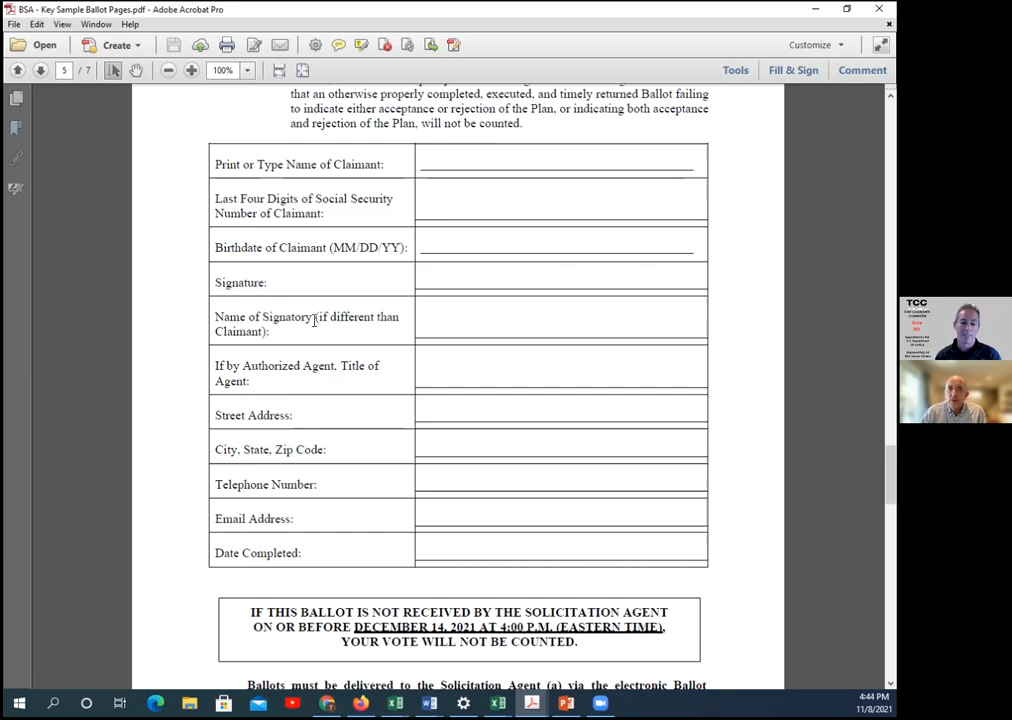 BSA - Key Sample Ballot Pages.pdf - Adobe Acrobat Pro
File Edit View Window Help
Open Create Customize
5 / 7 100% Tools Fill & Sign Comment
that an otherwise properly completed, executed, and timely returned Ballot failing
to indicate either acceptance or rejection of the Plan, or indicating both acceptance
and rejection of the Plan, will not be counted.
Print or Type Name of Claimant:
Last Four Digits of Social Security
Number of Claimant:
Birthdate of Claimant (MM/DD/YY):
Signature:
Name of Signatory (if different than
Claimant):
If by Authorized Agent, Title of
Agent:
Street Address:
City, State, Zip Code:
Telephone Number:
Email Address:
Date Completed:
IF THIS BALLOT IS NOT RECEIVED BY THE SOLICITATION AGENT
ON OR BEFORE DECEMBER 14, 2021 AT 4:00 P.M. (EASTERN TIME),
YOUR VOTE WILL NOT BE COUNTED.
Ballots must be delivered to the Solicitation Agent (a) via the electronic Ballot
TCC
Vote
NO
4:44 PM
11/8/2021